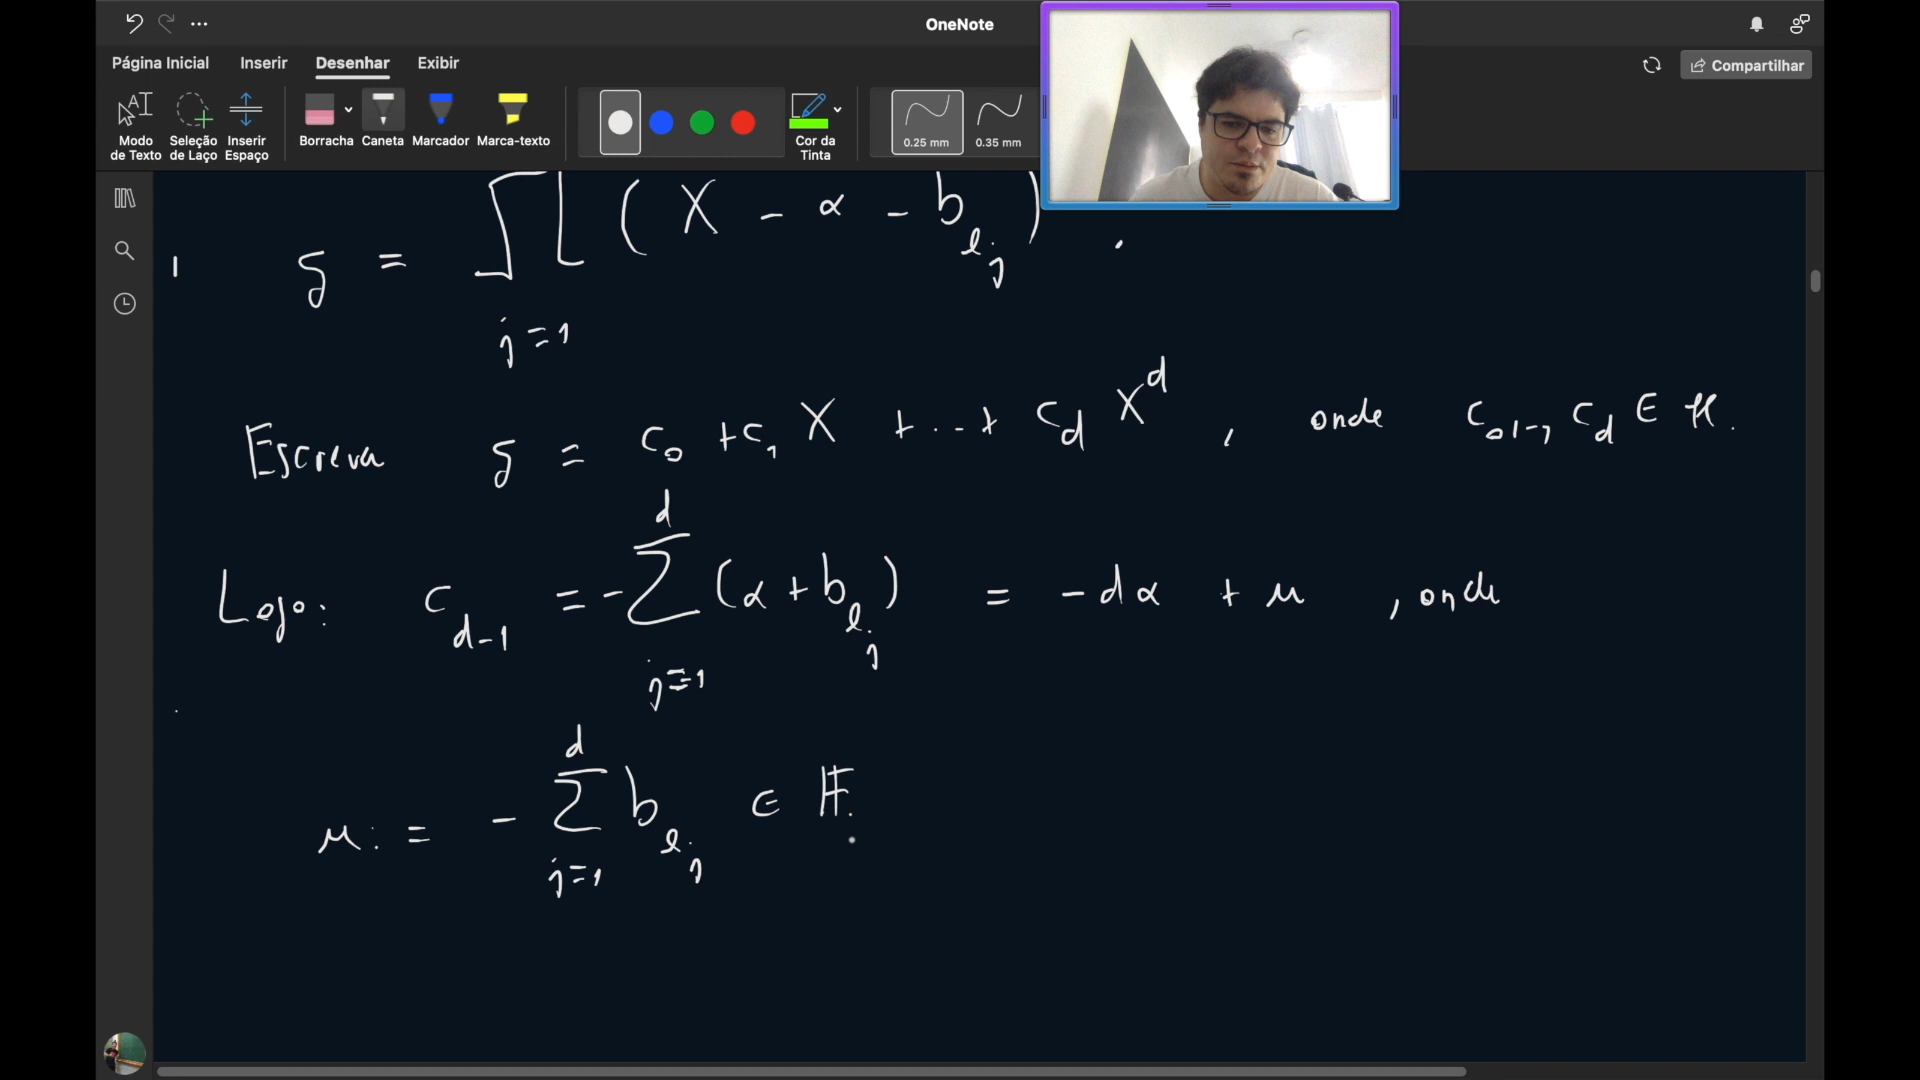 OneNote
Página Inicial Inserir Desenhar Exibir
Compartilhar
Modo de Texto
Seleção de Laço
Inserir Espaço
Borracha
Caneta
Marcador
Marca-texto
Cor da Tinta
0.25 mm
0.35 mm
, g = ∏ (X - α - b_{l_j}) .
j=1
Escreva g = c_0 + c_1 X + ... + c_d X^d , onde c_0, ..., c_d ∈ K.
Logo: c_{d-1} = - ∑_{j=1}^{d} (α + b_{l_j}) = - dα + μ , onde
μ := - ∑_{j=1}^{d} b_{l_j} ∈ 𝔽.